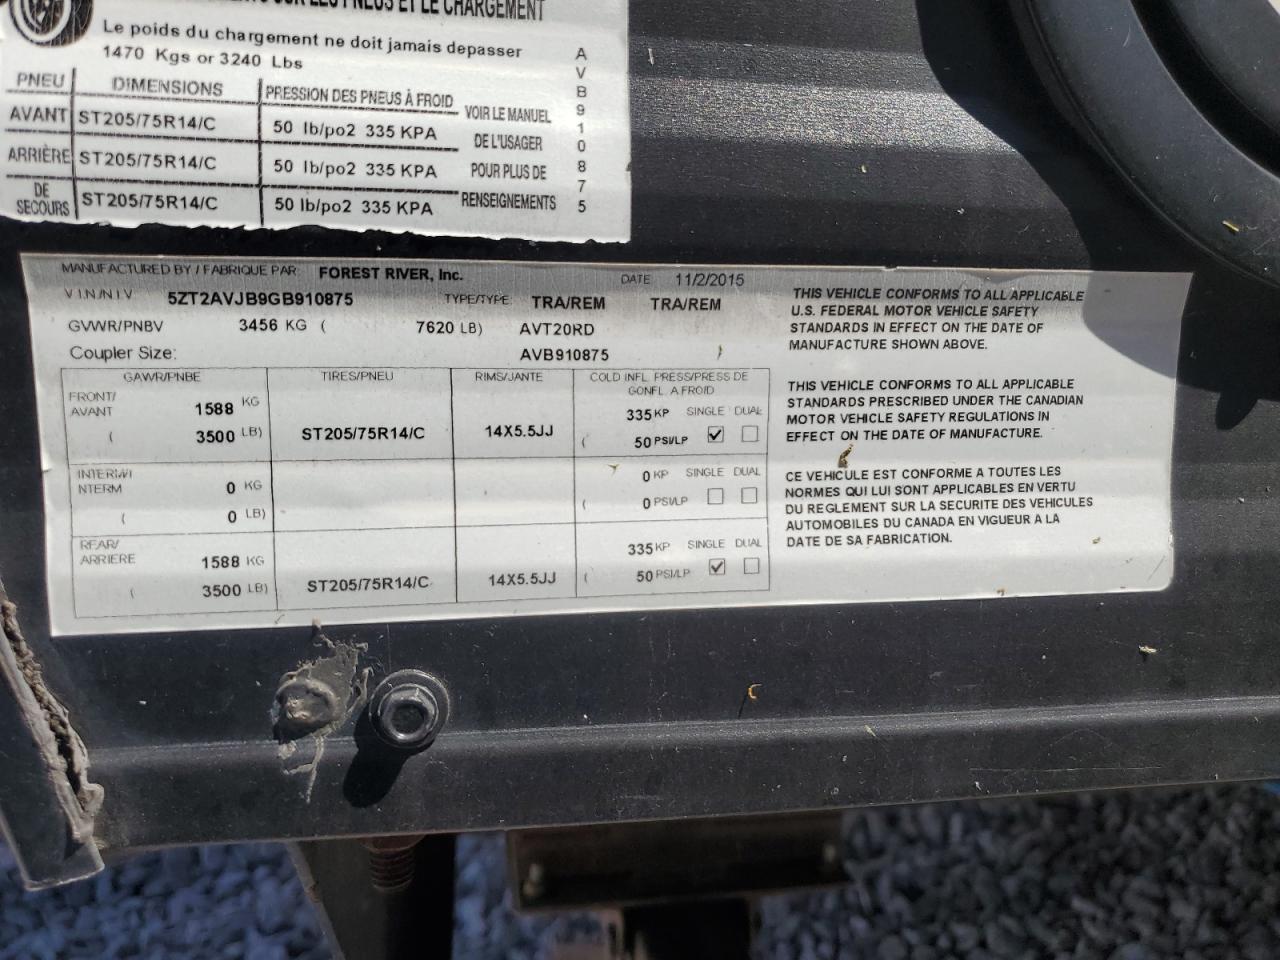 SUR LES PNEUS ET LE CHARGEMENT
Le poids du chargement ne doit jamais depasser
1470 Kgs or 3240 Lbs
PNEU DIMENSIONS PRESSION DES PNEUS À FROID
AVANT ST205/75R14/C 50 lb/po2 335 KPA
ARRIÈRE ST205/75R14/C 50 lb/po2 335 KPA
DE SECOURS ST205/75R14/C 50 lb/po2 335 KPA
VOIR LE MANUEL
DE L'USAGER
POUR PLUS DE
RENSEIGNEMENTS
AVB910875
MANUFACTURED BY / FABRIQUE PAR: FOREST RIVER, Inc. DATE 11/2/2015
V.I.N./N.I.V 5ZT2AVJB9GB910875 TYPE/TYPE: TRA/REM TRA/REM
GVWR/PNBV 3456 KG ( 7620 LB) AVT20RD
Coupler Size: AVB910875
GAWR/PNBE TIRES/PNEU RIMS/JANTE COLD INFL. PRESS/PRESS DE
GONFL. A FROID
FRONT/
AVANT 1588 KG 335 KP SINGLE DUAL
( 3500 LB) ST205/75R14/C 14X5.5JJ ( 50 PSI/LP
INTERM/
INTERM 0 KG 0 KP SINGLE DUAL
( 0 LB) ( 0 PSI/LP
REAR/
ARRIERE 1588 KG 335 KP SINGLE DUAL
( 3500 LB) ST205/75R14/C 14X5.5JJ ( 50 PSI/LP
THIS VEHICLE CONFORMS TO ALL APPLICABLE
U.S. FEDERAL MOTOR VEHICLE SAFETY
STANDARDS IN EFFECT ON THE DATE OF
MANUFACTURE SHOWN ABOVE.
THIS VEHICLE CONFORMS TO ALL APPLICABLE
STANDARDS PRESCRIBED UNDER THE CANADIAN
MOTOR VEHICLE SAFETY REGULATIONS IN
EFFECT ON THE DATE OF MANUFACTURE.
CE VEHICULE EST CONFORME A TOUTES LES
NORMES QUI LUI SONT APPLICABLES EN VERTU
DU REGLEMENT SUR LA SECURITE DES VEHICULES
AUTOMOBILES DU CANADA EN VIGUEUR A LA
DATE DE SA FABRICATION.